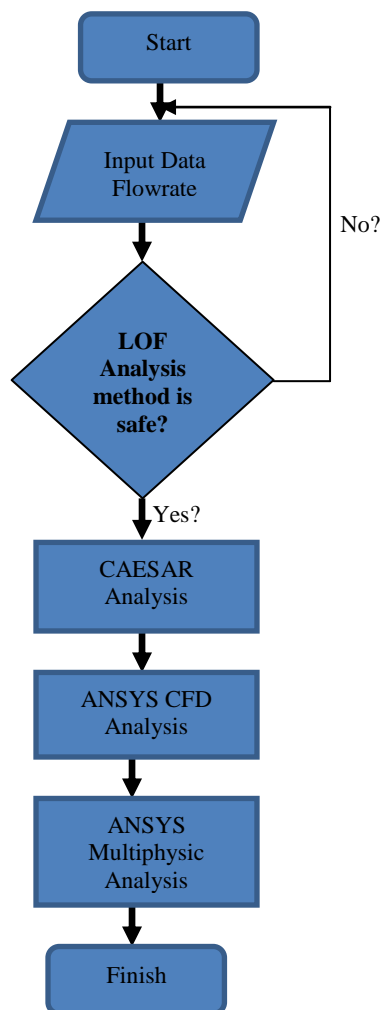 Start
Input Data
Flowrate
No?
LOF
Analysis
method is
safe?
Yes?
CAESAR
Analysis
ANSYS CFD
Analysis
ANSYS
Multiphysic
Analysis
Finish